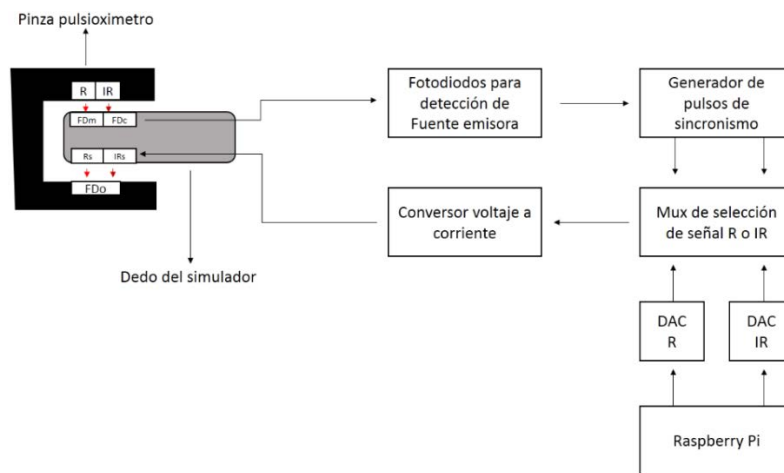 Pinza pulsioximetro
R IR
FDm FDc
Rs IRs
FDo
Dedo del simulador
Fotodiodos para
detección de
Fuente emisora
Generador de
pulsos de
sincronismo
Conversor voltaje a
corriente
Mux de selección
de señal R o IR
DAC
R
DAC
IR
Raspberry Pi